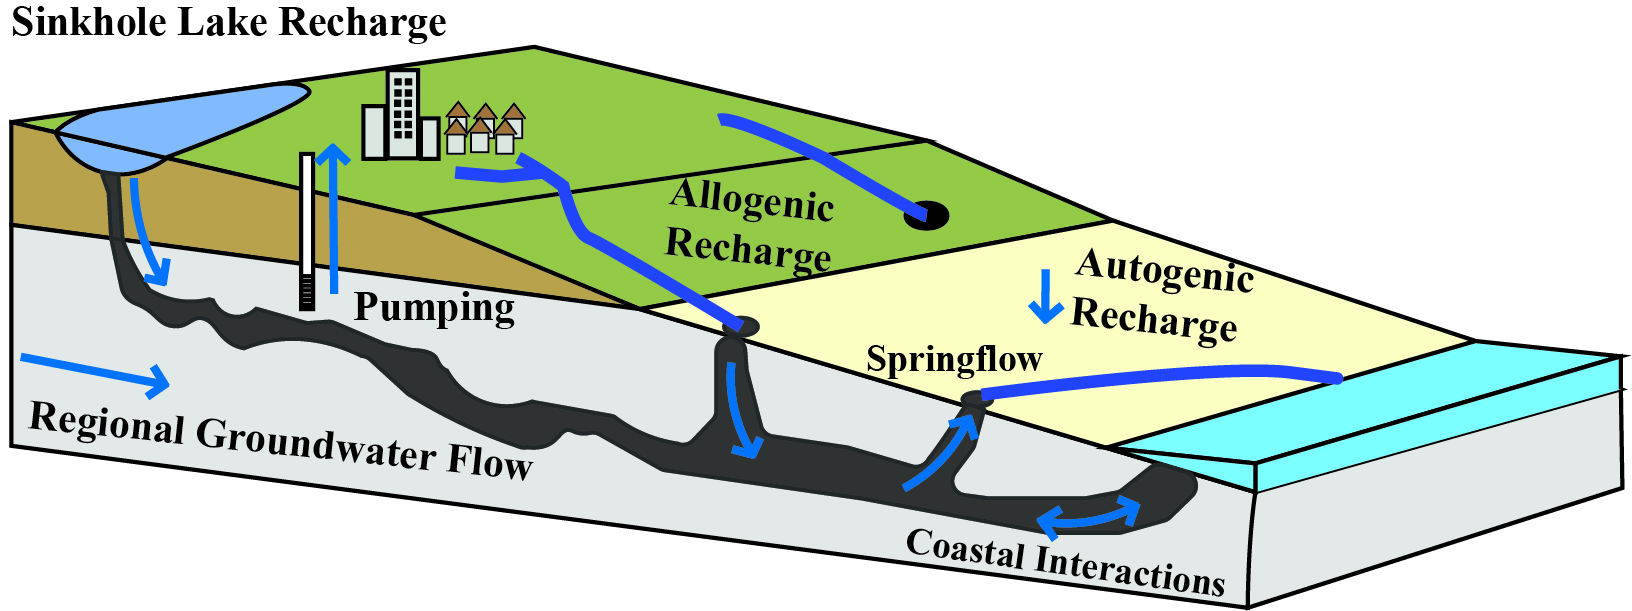 Sinkhole Lake Recharge
Allogenic
Recharge
Autogenic
Recharge
Pumping
Springflow
Regional Groundwater Flow
Coastal Interactions